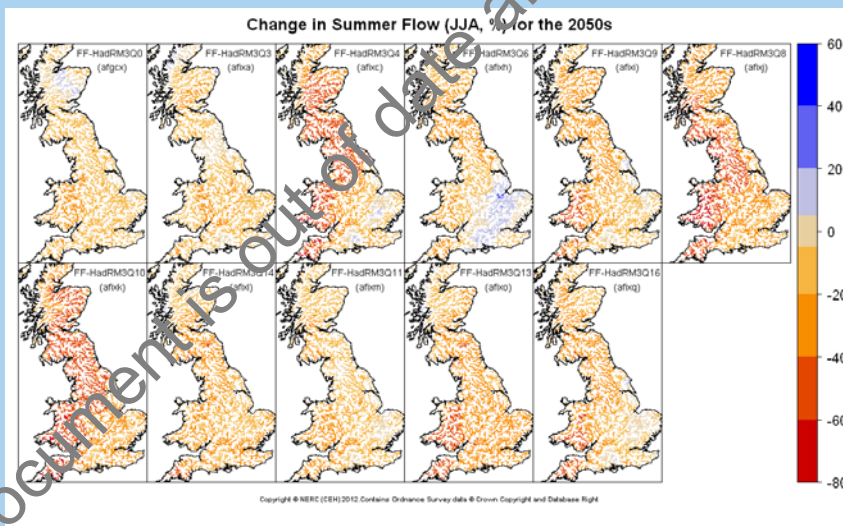 Change in Summer Flow (JJA, %) for the 2050s
FF-HadRM3Q0
(afgcx)
FF-HadRM3Q3
(afixa)
FF-HadRM3Q4
(afixc)
FF-HadRM3Q6
(afixh)
FF-HadRM3Q9
(afixi)
FF-HadRM3Q8
(afixj)
FF-HadRM3Q10
(afixk)
FF-HadRM3Q14
(afixl)
FF-HadRM3Q11
(afixm)
FF-HadRM3Q13
(afixo)
FF-HadRM3Q16
(afixq)
60
40
20
0
-20
-40
-60
-80
ocument is out of date a
Copyright © NERC (CEH) 2012. Contains Ordnance Survey data © Crown Copyright and Database Right